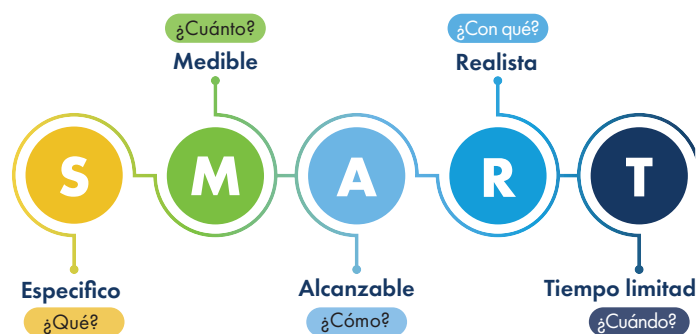 ¿Cuánto?
Medible
¿Con qué?
Realista
S M A R T
Especifico
¿Qué?
Alcanzable
¿Cómo?
Tiempo limitad
¿Cuándo?